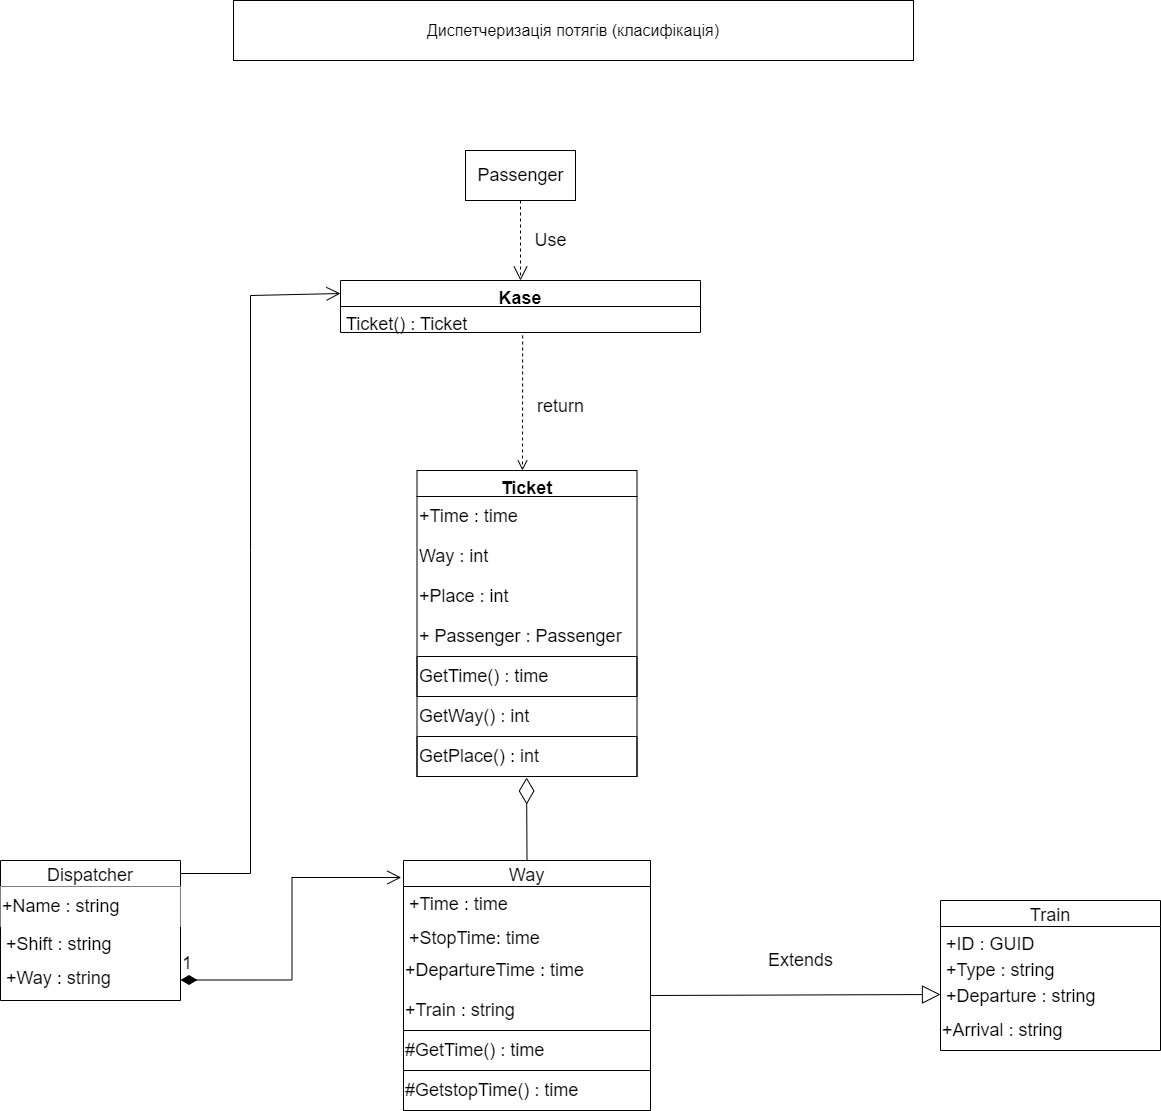 Диспетчеризація потягів (класифікація)
Passenger
Use
Kase
Ticket() : Ticket
return
Ticket
+Time : time
Way : int
+Place : int
+ Passenger : Passenger
GetTime() : time
GetWay() : int
GetPlace() : int
Dispatcher
+Name : string
+Shift : string
+Way : string
1
Way
+Time : time
+StopTime: time
+DepartureTime : time
+Train : string
#GetTime() : time
#GetstopTime() : time
Extends
Train
+ID : GUID
+Type : string
+Departure : string
+Arrival : string